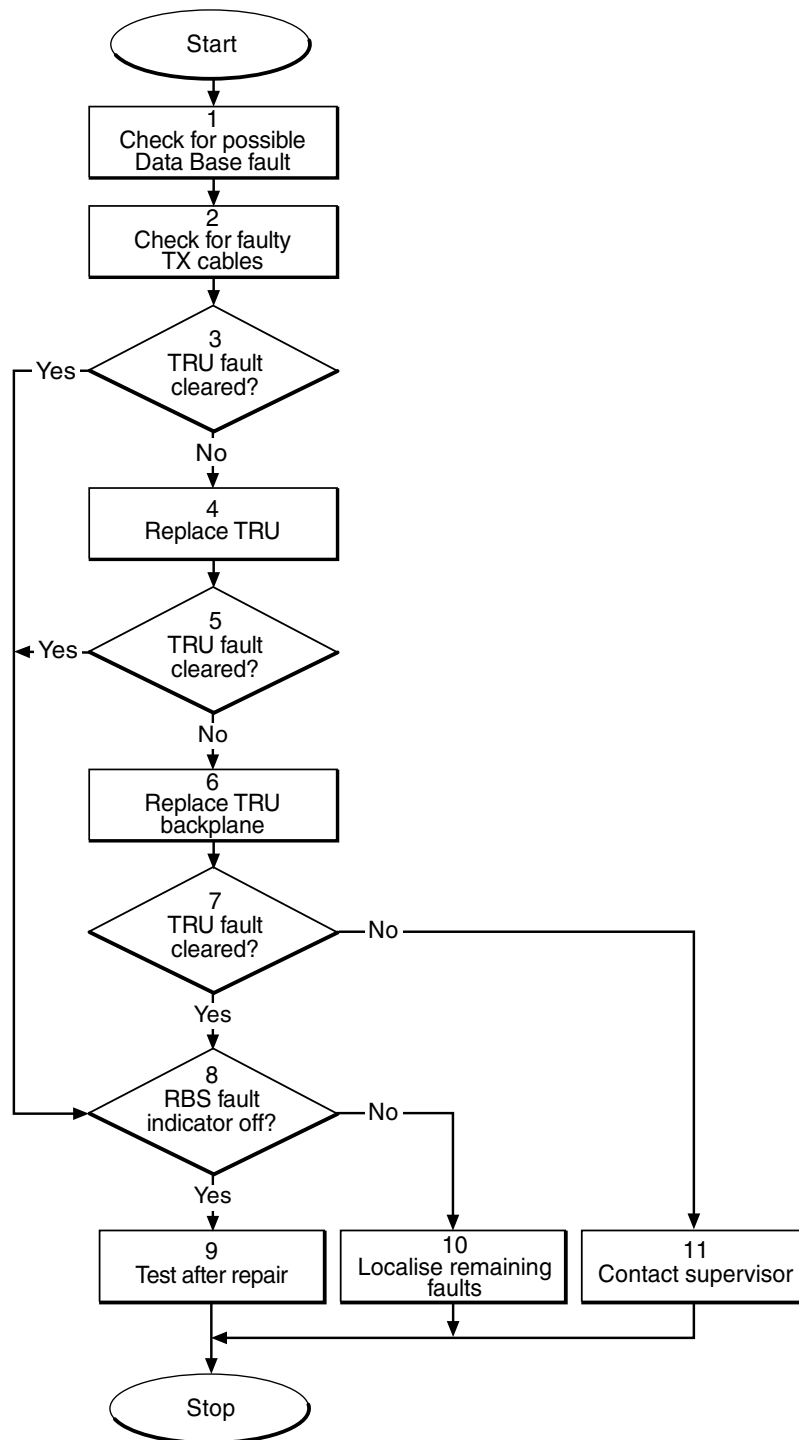 Start
1
Check for possible
Data Base fault
2
Check for faulty
TX cables
3
TRU fault
cleared?
Yes
No
4
Replace TRU
5
TRU fault
cleared?
Yes
No
6
Replace TRU
backplane
7
TRU fault
cleared?
No
Yes
8
RBS fault
indicator off?
No
Yes
9
Test after repair
10
Localise remaining
faults
11
Contact supervisor
Stop